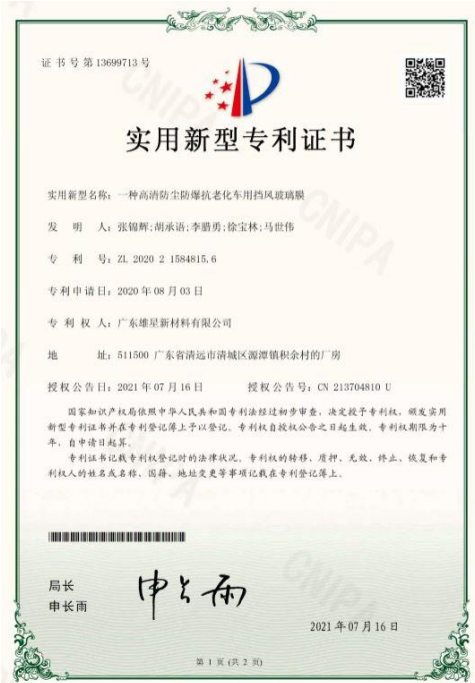 证书号第13699713号
实用新型专利证书
实用新型名称：一种高清防尘防爆抗老化车用挡风玻璃膜
发明人：张锦辉;胡承语;李腊勇;徐宝林;马世伟
专利号：ZL 2020 2 1584815.6
专利申请日：2020年08月03日
专利权人：广东雄星新材料有限公司
地址：511500 广东省清远市清城区源潭镇积余村的厂房
授权公告日：2021年07月16日 授权公告号：CN 213704810 U
国家知识产权局依照中华人民共和国专利法经过初步审查，决定授予专利权，颁发实用
新型专利证书并在专利登记簿上予以登记。专利权自授权公告之日起生效。专利权期限为十
年，自申请日起算。
专利证书记载专利权登记时的法律状况。专利权的转移、质押、无效、终止、恢复和专
利权人的姓名或名称、国籍、地址变更等事项记载在专利登记簿上。
局长
申长雨
申长雨
2021年07月16日
第 1 页 (共 2 页)
CNIPA
CNIPA
CNIPA
CNIPA